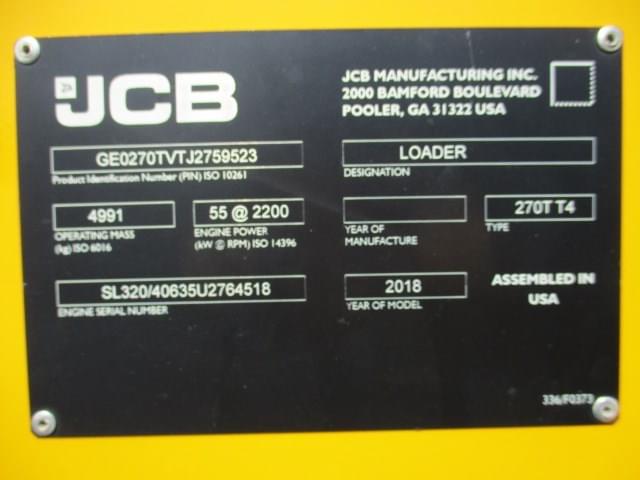 JCB
JCB MANUFACTURING INC.
2000 BAMFORD BOULEVARD
POOLER, GA 31322 USA
GE0270TVTJ2759523
Product Identification Number (PIN) ISO 10261
LOADER
DESIGNATION
4991
OPERATING MASS
(kg) ISO 6016
55 @ 2200
ENGINE POWER
(kW @ RPM) ISO 14396
YEAR OF
MANUFACTURE
270T T4
TYPE
SL320/40635U2764518
ENGINE SERIAL NUMBER
2018
YEAR OF MODEL
ASSEMBLED IN
USA
336/F0373